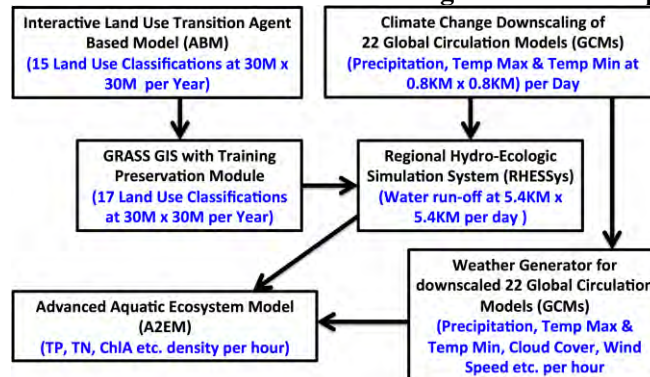 Interactive Land Use Transition Agent
Based Model (ABM)
(15 Land Use Classifications at 30M x
30M per Year)
Climate Change Downscaling of
22 Global Circulation Models (GCMs)
(Precipitation, Temp Max & Temp Min at
0.8KM x 0.8KM) per Day
GRASS GIS with Training
Preservation Module
(17 Land Use Classifications
at 30M x 30M per Year)
Regional Hydro-Ecologic
Simulation System (RHESSys)
(Water run-off at 5.4KM x
5.4KM per day )
Advanced Aquatic Ecosystem Model
(A2EM)
(TP, TN, ChlA etc. density per hour)
Weather Generator for
downscaled 22 Global Circulation
Models (GCMs)
(Precipitation, Temp Max &
Temp Min, Cloud Cover, Wind
Speed etc. per hour)